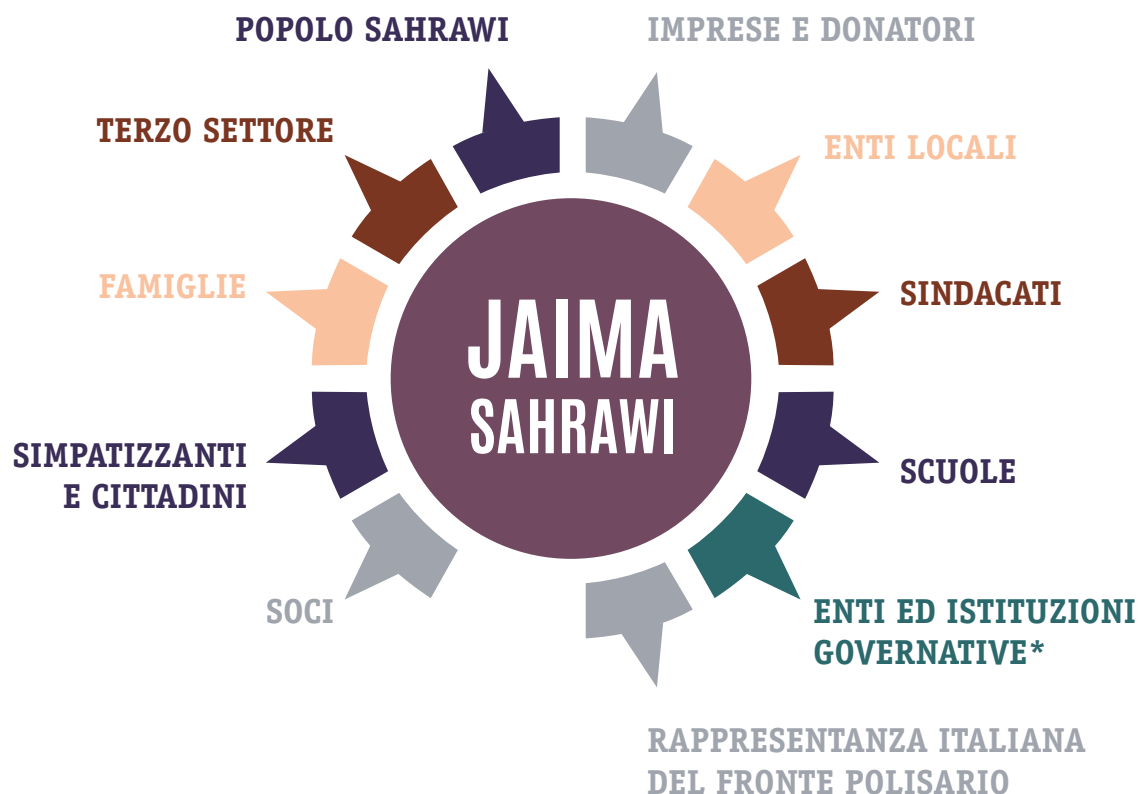 POPOLO SAHRAWI
IMPRESE E DONATORI
TERZO SETTORE
ENTI LOCALI
FAMIGLIE
SINDACATI
JAIMA
SAHRAWI
SIMPATIZZANTI
E CITTADINI
SCUOLE
SOCI
ENTI ED ISTITUZIONI
GOVERNATIVE*
RAPPRESENTANZA ITALIANA
DEL FRONTE POLISARIO